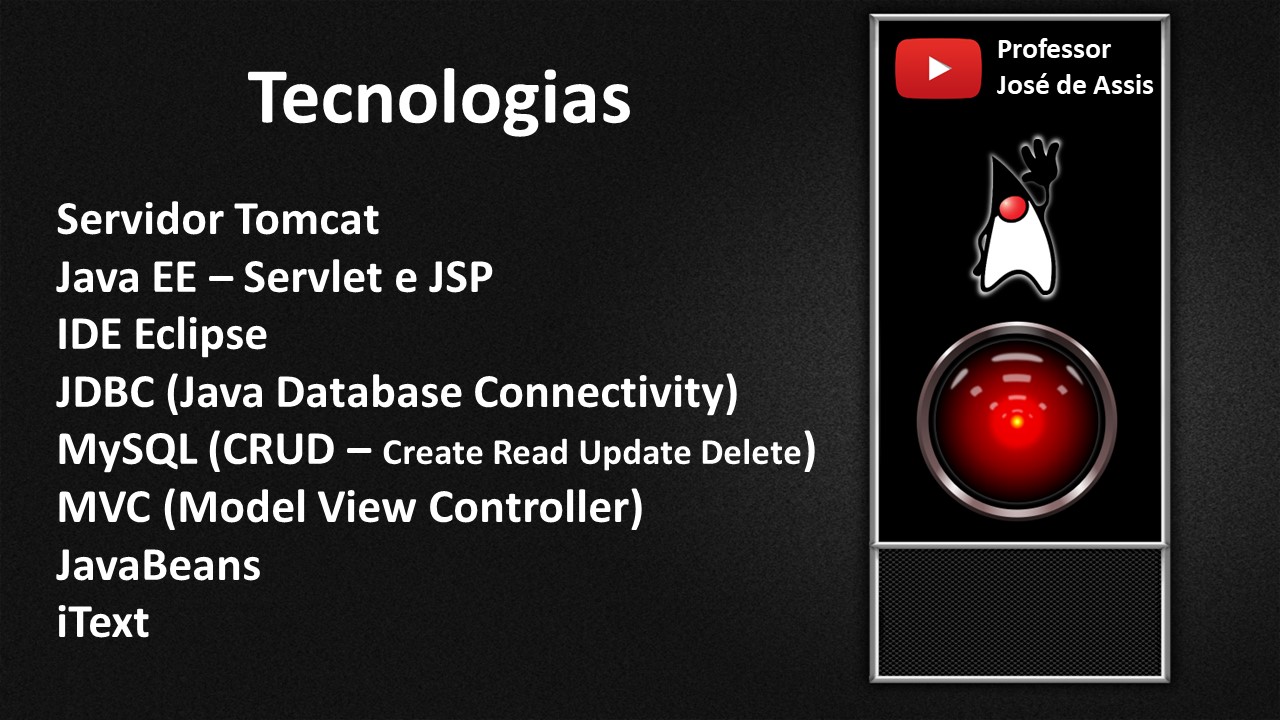 Tecnologias
Servidor Tomcat
Java EE – Servlet e JSP
IDE Eclipse
JDBC (Java Database Connectivity)
MySQL (CRUD – Create Read Update Delete)
MVC (Model View Controller)
JavaBeans
iText
Professor
José de Assis